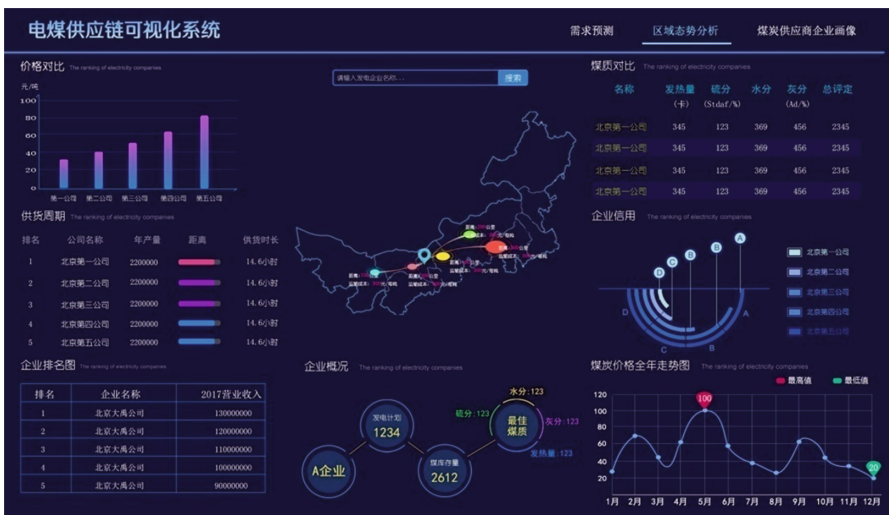 电煤供应链可视化系统
需求预测 区域态势分析 煤炭供应商企业画像
价格对比 The ranking of electricity companies
元/吨
100
80
60
40
20
0
第一公司 第二公司 第三公司 第四公司 第五公司
请输入发电企业名称... 搜索
煤质对比 The ranking of electricity companies
名称 发热量 硫分 水分 灰分 总评定
(卡) (Stdaf/%) (Ad/%)
北京第一公司 345 123 369 456 2345
北京第一公司 345 123 369 456 2345
北京第一公司 345 123 369 456 2345
北京第一公司 345 123 369 456 2345
供货周期 The ranking of electricity companies
排名 公司名称 年产量 距离 供货时长
1 北京第一公司 2200000 14.6小时
2 北京第二公司 2200000 14.6小时
3 北京第三公司 2200000 14.6小时
4 北京第四公司 2200000 14.6小时
5 北京第五公司 2200000 14.6小时
企业信用 The ranking of electricity companies
D C B B A
D C B A
北京第一公司
北京第二公司
北京第三公司
北京第四公司
北京第五公司
企业排名图 The ranking of electricity companies
排名 企业名称 2017营业收入
1 北京大禹公司 130000000
2 北京大禹公司 120000000
3 北京大禹公司 110000000
4 北京大禹公司 100000000
5 北京大禹公司 90000000
企业概况 The ranking of electricity companies
A企业
发电计划
1234
煤库存量
2612
最佳
煤质
水分:123
硫分:123
灰分:123
发热量:123
煤炭价格全年走势图 The ranking of electricity companies
最高值 最低值
120
100
80
60
40
20
100
20
1月 2月 3月 4月 5月 6月 7月 8月 9月 10月 11月 12月